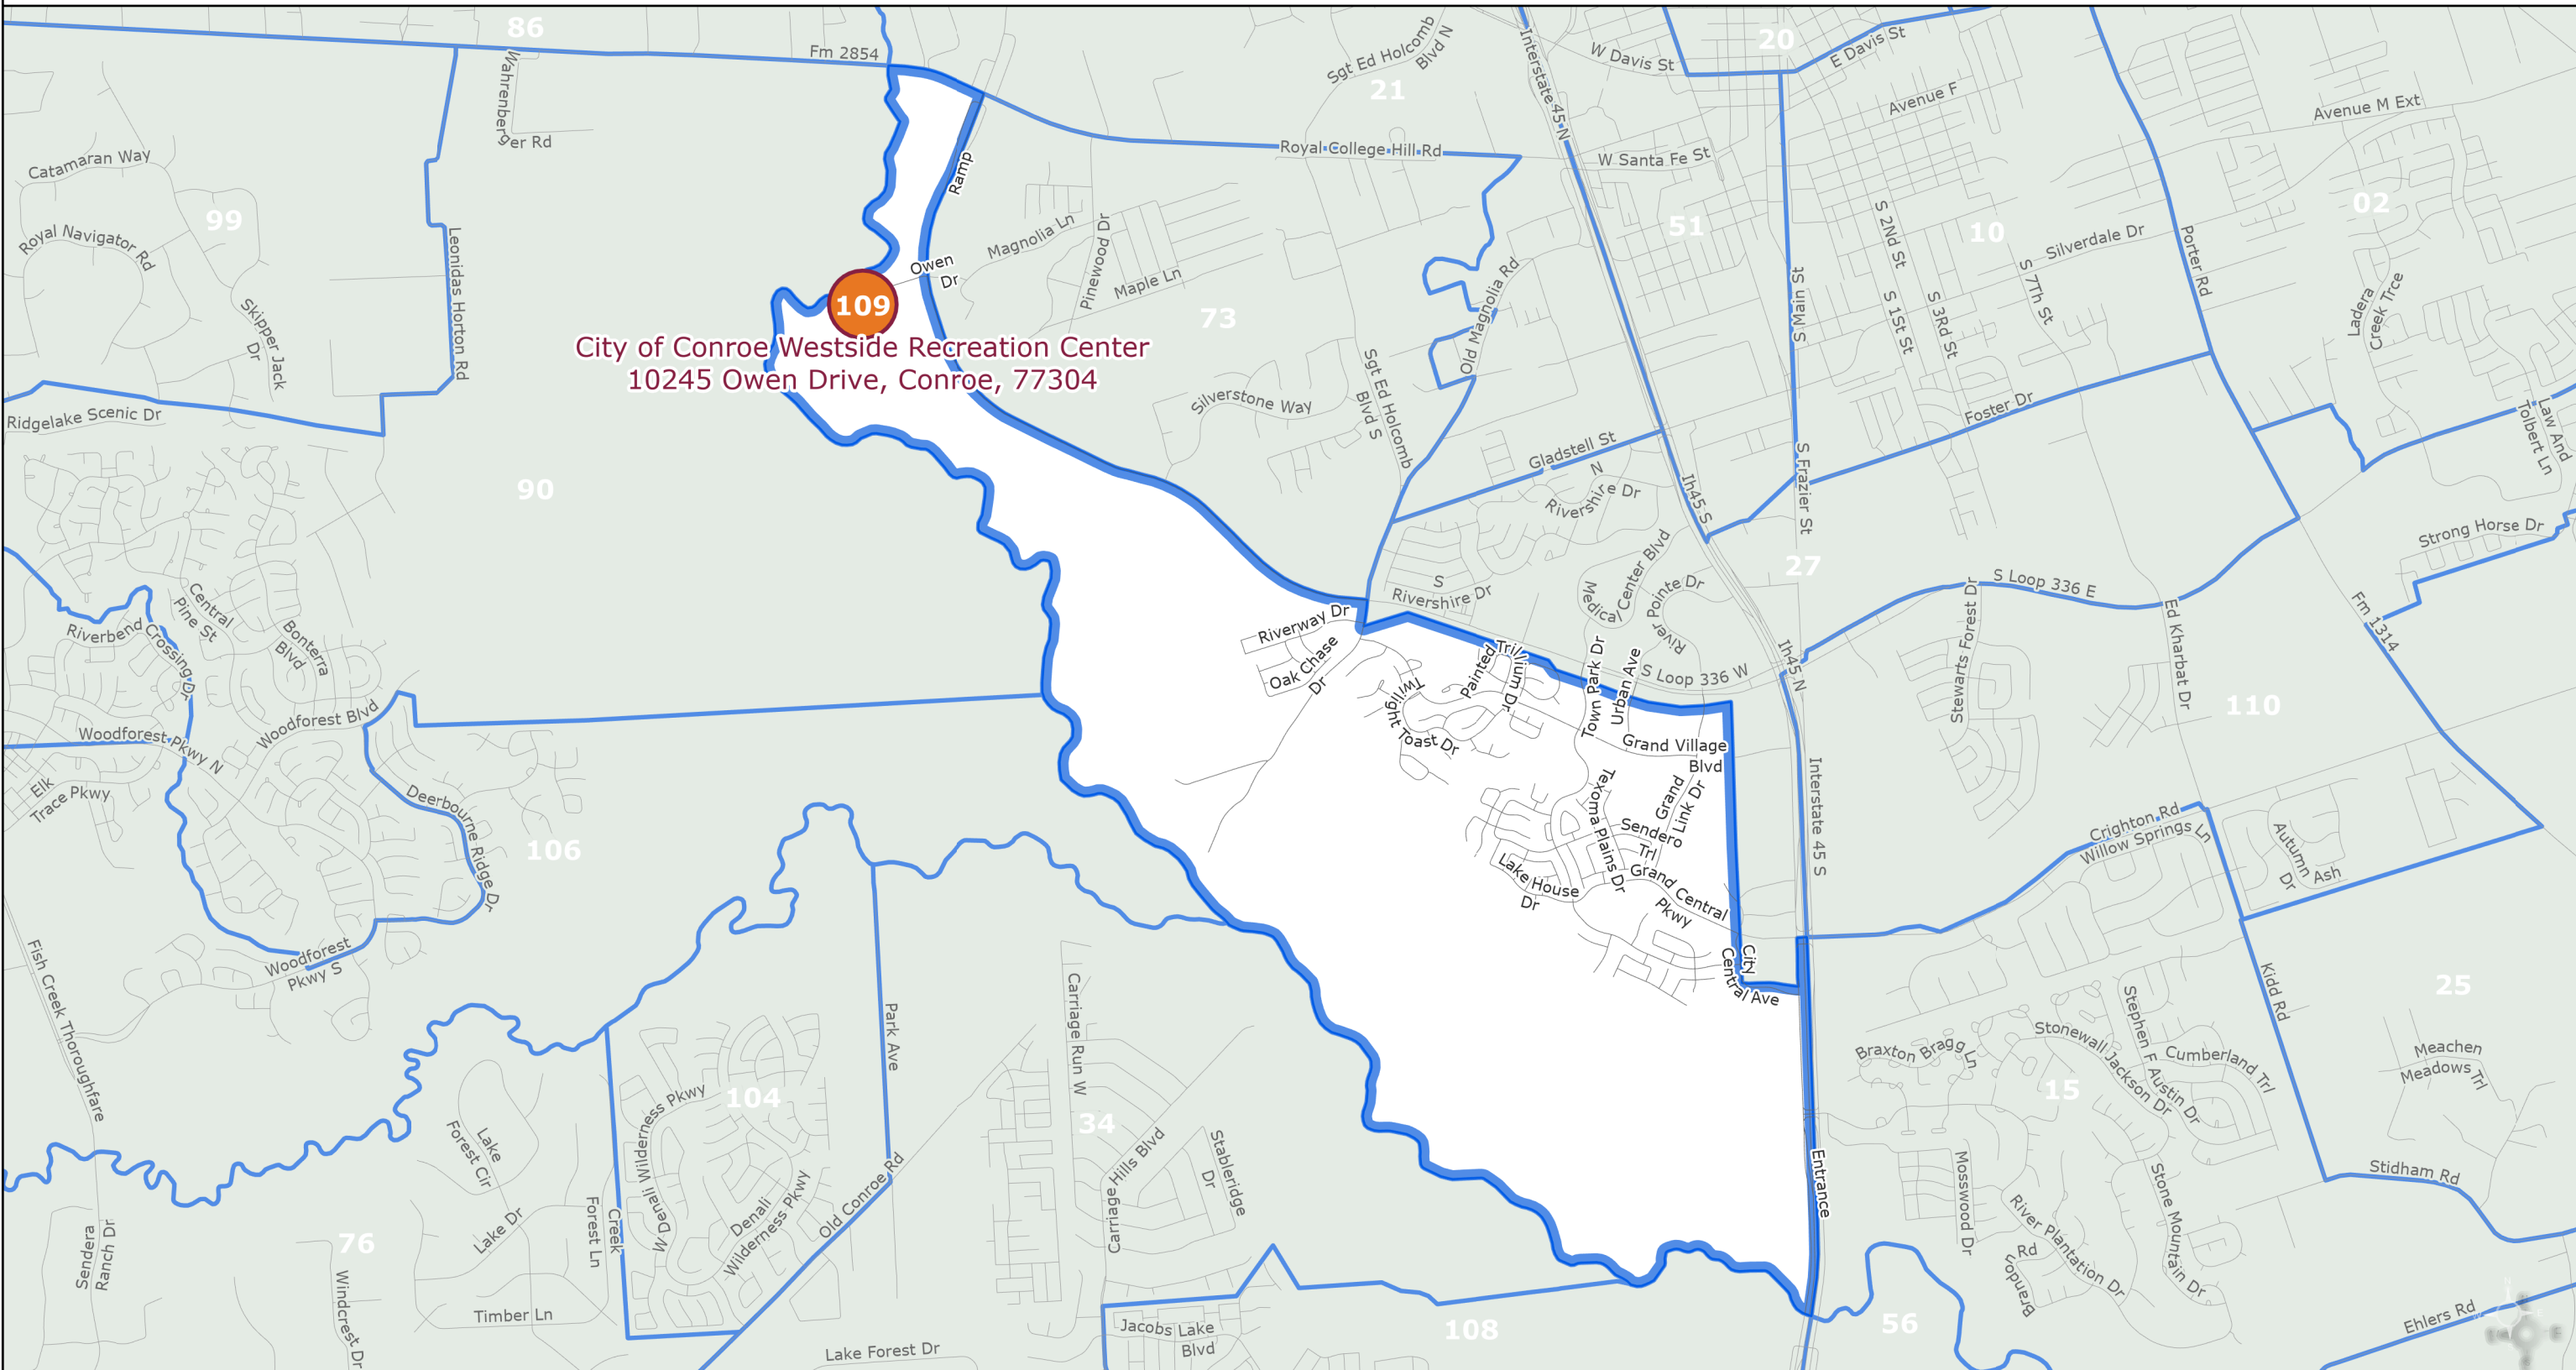 86
Fm 2854
Sgt Ed Holcomb
Blvd N
Interstate 45 N
W Davis St
20
E Davis St
Wahrenberger Rd
21
Avenue F
Avenue M Ext
Catamaran Way
Royal College Hill Rd
W Santa Fe St
Ramp
99
Royal Navigator Rd
Leonidas Horton Rd
Magnolia Ln
Pinewood Dr
Owen
Dr
Maple Ln
51
S 2Nd St
10
Silverdale Dr
Porter Rd
02
Skipper Jack
Dr
109
73
Old Magnolia Rd
S Main St
S 1St St
S 3Rd St
S 7Th St
Ladera
Creek Trce
City of Conroe Westside Recreation Center
10245 Owen Drive, Conroe, 77304
Ridgelake Scenic Dr
Silverstone Way
Sgt Ed Holcomb
Blvd S
Foster Dr
Law And
Tolbert Ln
90
Gladstell St
N
Rivershire Dr
Ih45 S
S Frazier St
Strong Horse Dr
Central
Pine St
Riverbend Crossing Dr
Bonterra
Blvd
S
Rivershire Dr
Medical Center Blvd
River Pointe Dr
27
S Loop 336 E
Stewarts Forest Dr
Ed Kharbat Dr
Fm 1314
Riverway Dr
Oak Chase
Dr
Painted
Trillium Dr
Twilight
Toast Dr
Town Park Dr
Urban Ave
S Loop 336 W
Ih45 N
110
Woodforest Blvd
Woodforest Pkwy N
Grand Village
Blvd
Elk
Trace Pkwy
Deerbourne Ridge Dr
106
Texoma Plains Dr
Grand
Link Dr
Sendero
Trl
Interstate 45 S
Crighton Rd
Willow Springs Ln
Autumn
Dr
Ash
Lake House
Dr
Grand Central
Pkwy
Fish Creek Thoroughfare
Woodforest
Pkwy S
City
Central Ave
Kidd Rd
25
Carriage Run W
Park Ave
Stephen F Austin Dr
Stonewall Jackson Dr
Braxton Bragg Ln
Cumberland Trl
Meachen
Meadows Trl
15
104
W Denali Wilderness Pkwy
34
Lake
Forest Cir
Carriage Hills Blvd
Stableridge
Dr
Entrance
Mosswood Dr
Stidham Rd
Sendera
Ranch Dr
76
Lake Dr
Creek
Forest Ln
Denali
Wilderness Pkwy
Old Conroe Rd
River Plantation Dr
Brandon
Rd
Stone Mountain Dr
Windcrest Dr
Timber Ln
Lake Forest Dr
Jacobs Lake
Blvd
108
56
Ehlers Rd